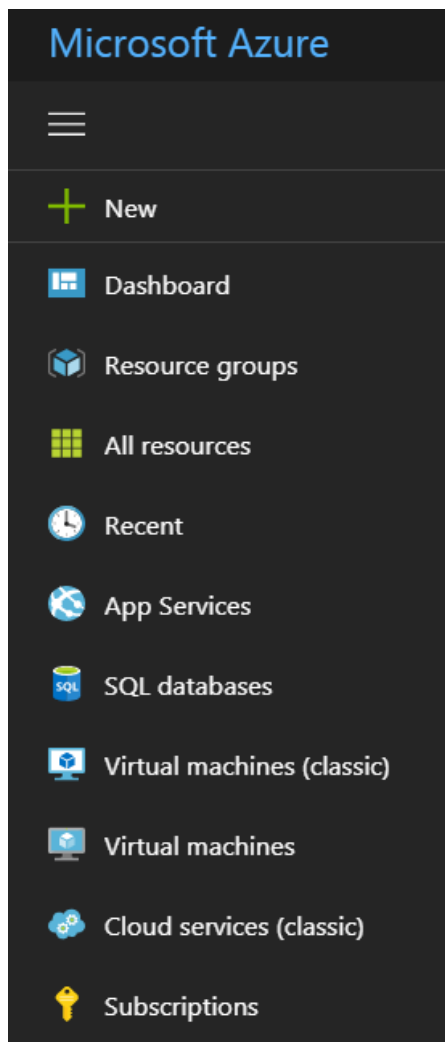 Microsoft Azure
New
Dashboard
Resource groups
All resources
Recent
App Services
SQL
SQL databases
Virtual machines (classic)
Virtual machines
Cloud services (classic)
Subscriptions